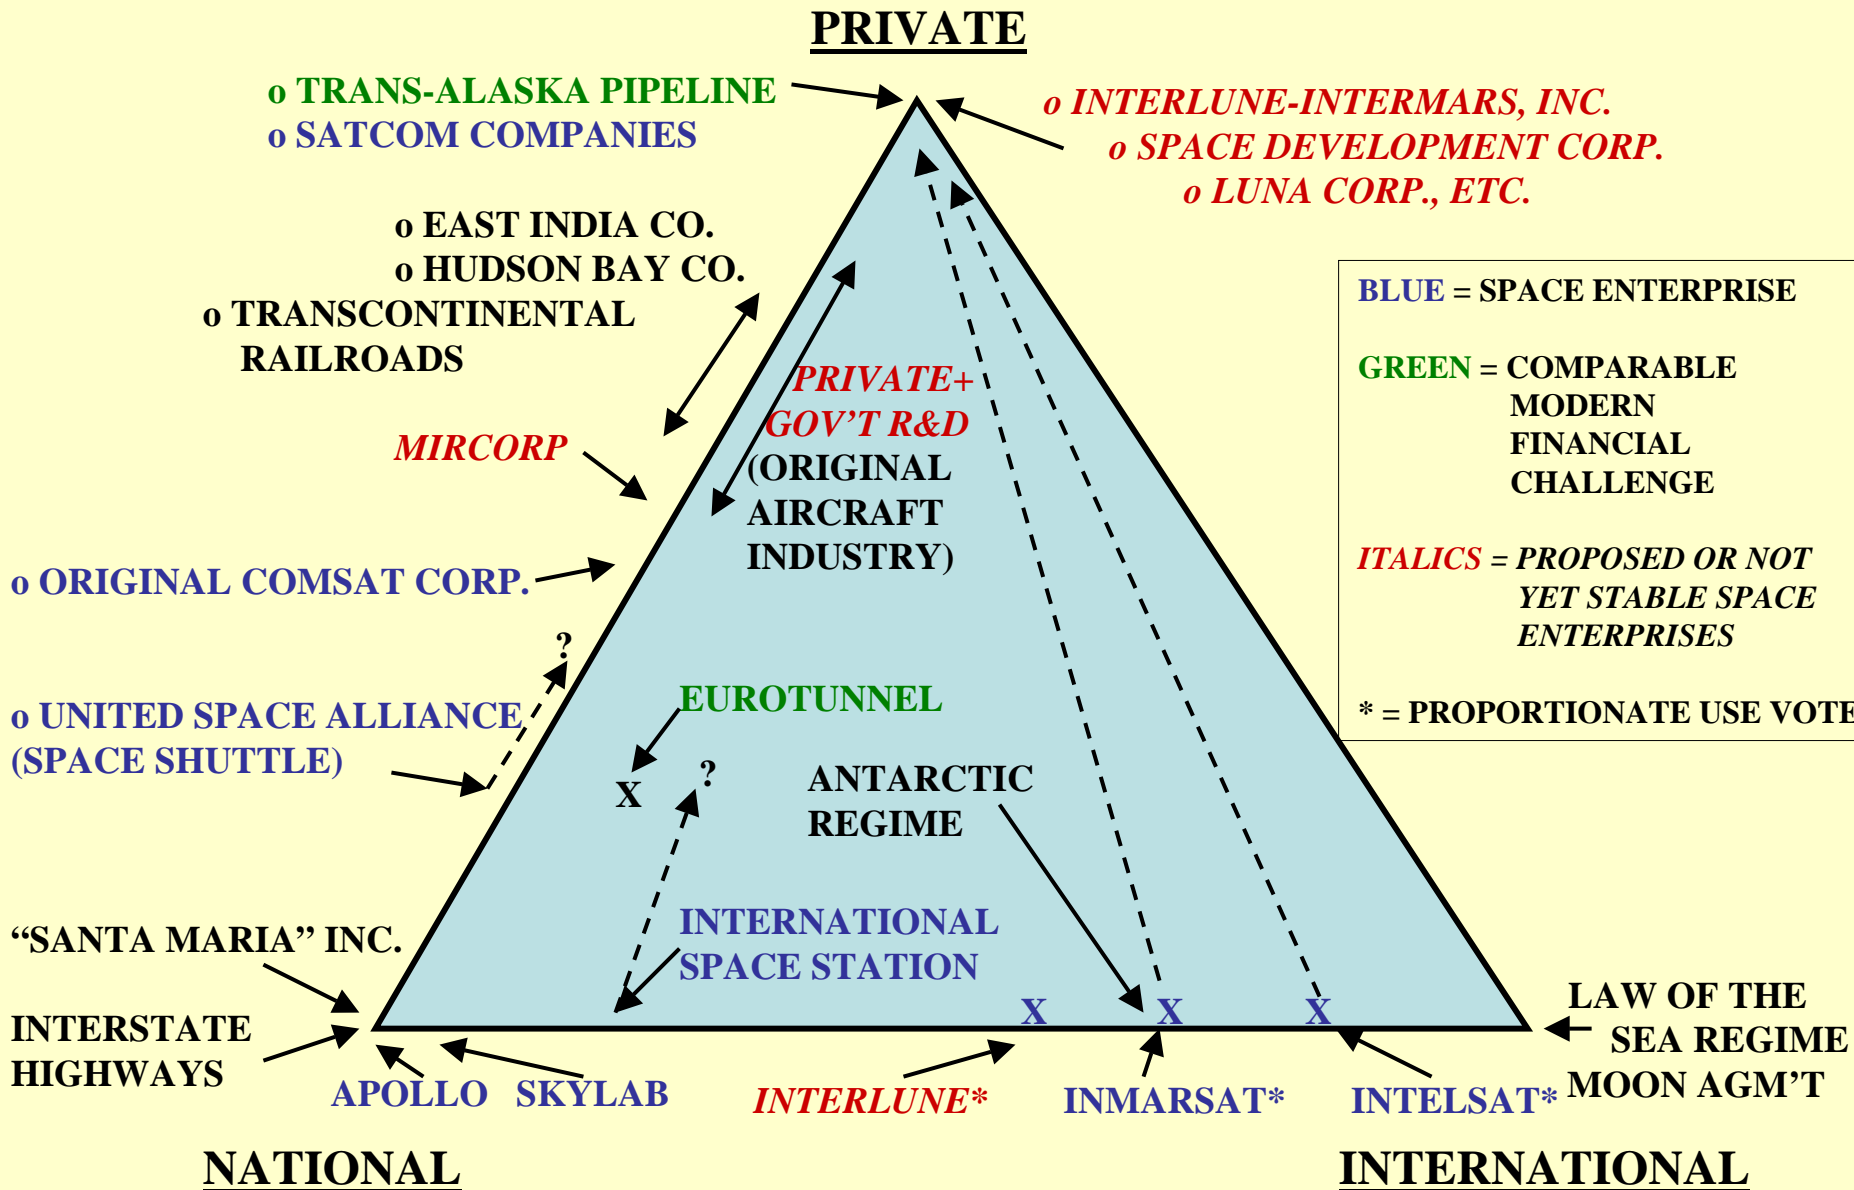 PRIVATE
o TRANS-ALASKA PIPELINE
o SATCOM COMPANIES
o INTERLUNE-INTERMARS, INC.
o SPACE DEVELOPMENT CORP.
o LUNA CORP., ETC.
o EAST INDIA CO.
o HUDSON BAY CO.
o TRANSCONTINENTAL
RAILROADS
MIRCORP
PRIVATE+
GOV’T R&D
(ORIGINAL
AIRCRAFT
INDUSTRY)
BLUE = SPACE ENTERPRISE
GREEN = COMPARABLE
MODERN
FINANCIAL
CHALLENGE
ITALICS = PROPOSED OR NOT
YET STABLE SPACE
ENTERPRISES
* = PROPORTIONATE USE VOTE
o ORIGINAL COMSAT CORP.
?
o UNITED SPACE ALLIANCE
(SPACE SHUTTLE)
EUROTUNNEL
X
?
ANTARCTIC
REGIME
INTERNATIONAL
SPACE STATION
“SANTA MARIA” INC.
INTERSTATE
HIGHWAYS
X
X
X
LAW OF THE
SEA REGIME
MOON AGM’T
APOLLO
SKYLAB
INTERLUNE*
INMARSAT*
INTELSAT*
NATIONAL
INTERNATIONAL